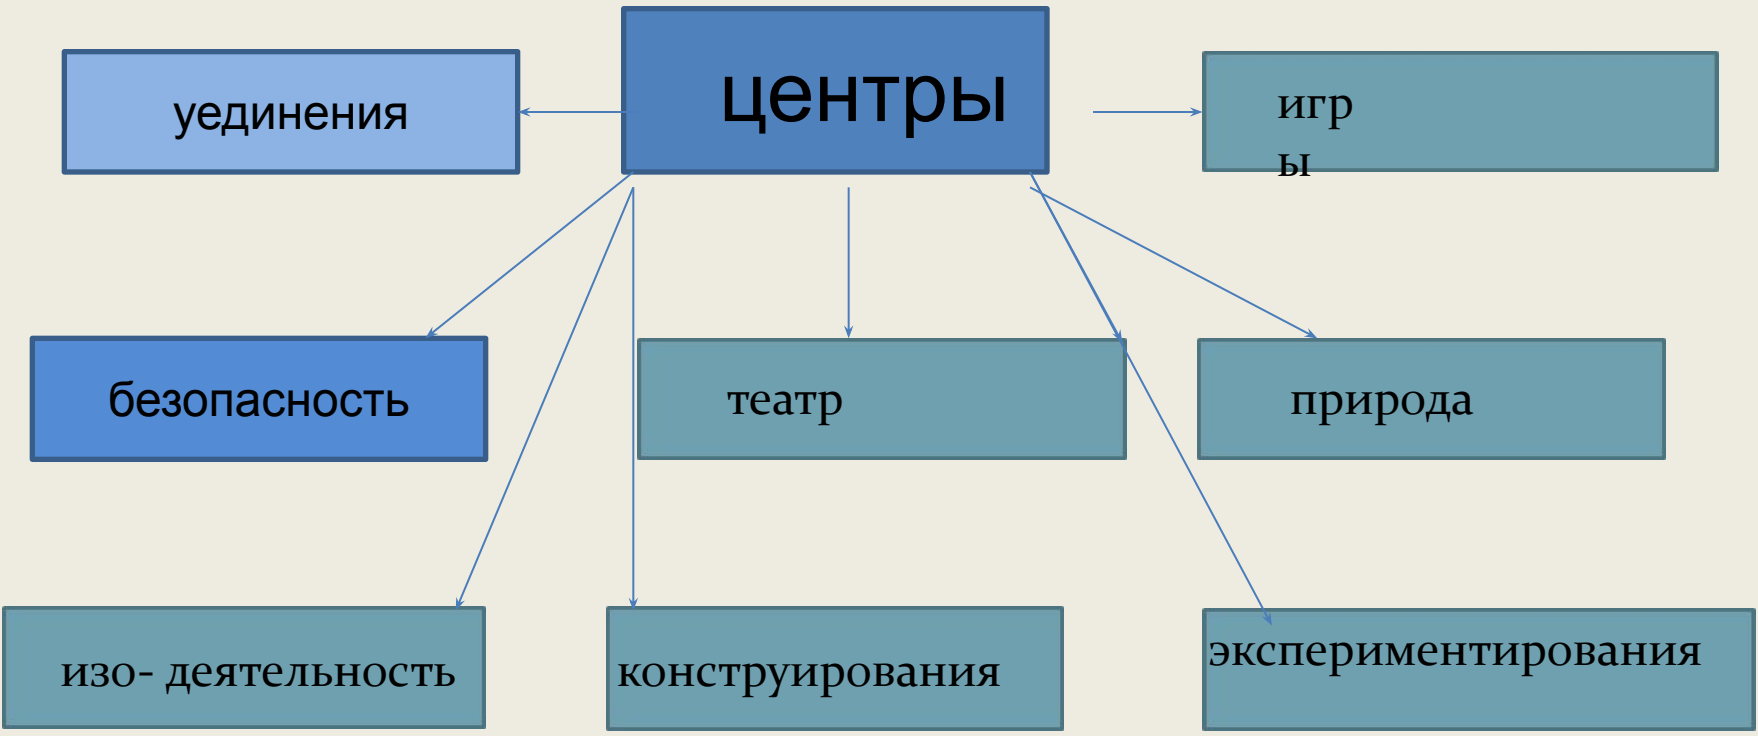 центры
уединения
игр
ы
безопасность
театр
природа
изо- деятельность
конструирования
экспериментирования